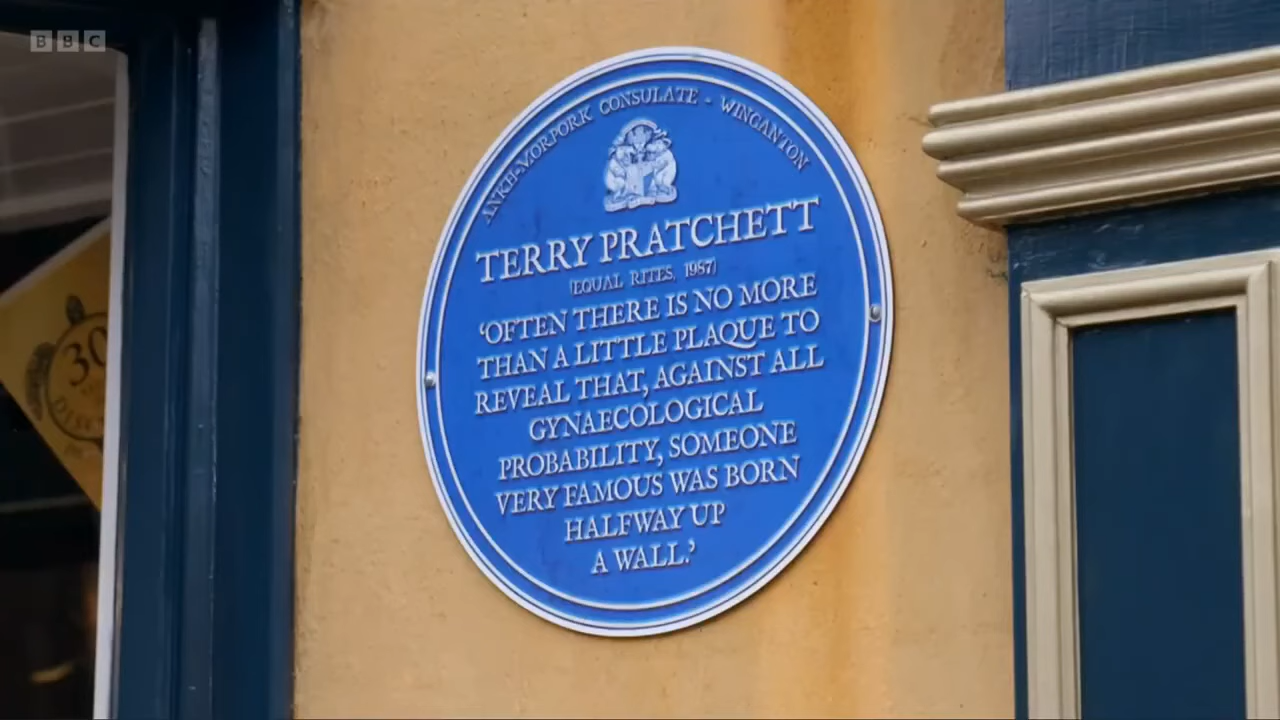 BBC
ANKH-MORPORK CONSULATE - WINCANTON
TERRY PRATCHETT
(EQUAL RITES, 1987)
‘OFTEN THERE IS NO MORE
THAN A LITTLE PLAQUE TO
REVEAL THAT, AGAINST ALL
GYNAECOLOGICAL
PROBABILITY, SOMEONE
VERY FAMOUS WAS BORN
HALFWAY UP
A WALL.’
30